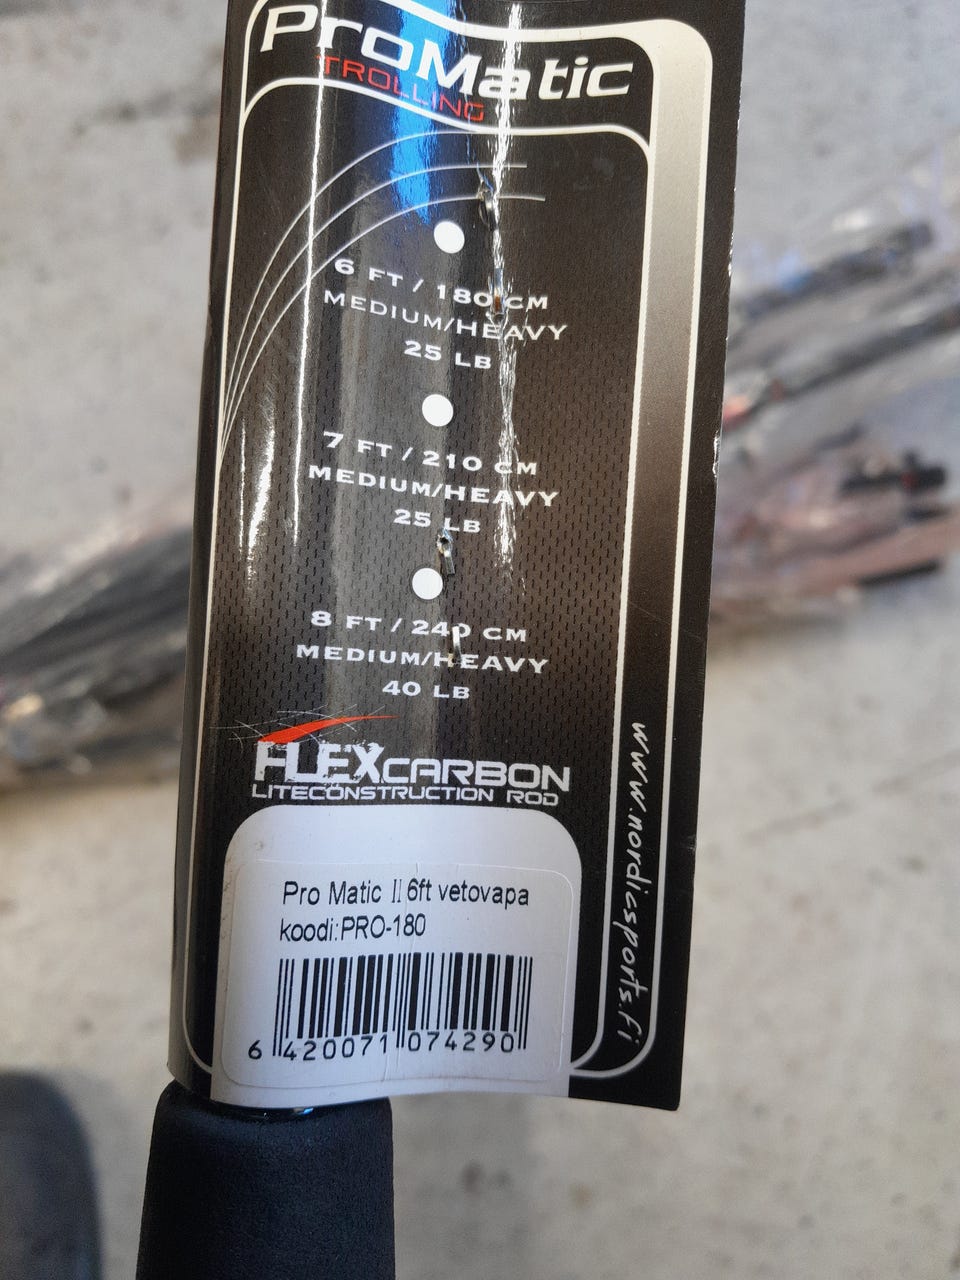 ProMatic
TROLLING
6 FT / 180 CM
MEDIUM/HEAVY
25 LB
7 FT / 210 CM
MEDIUM/HEAVY
25 LB
8 FT / 240 CM
MEDIUM/HEAVY
40 LB
FLEXCARBON
LITECONSTRUCTION ROD
www.nordicsports.fi
Pro Matic II 6ft vetovapa
koodi:PRO-180
6 420071 074290